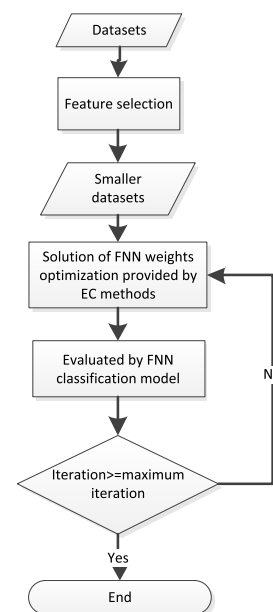 Datasets
Feature selection
Smaller
datasets
Solution of FNN weights
optimization provided by
EC methods
Evaluated by FNN
classification model
Iteration>=maximum
iteration
N
Yes
End